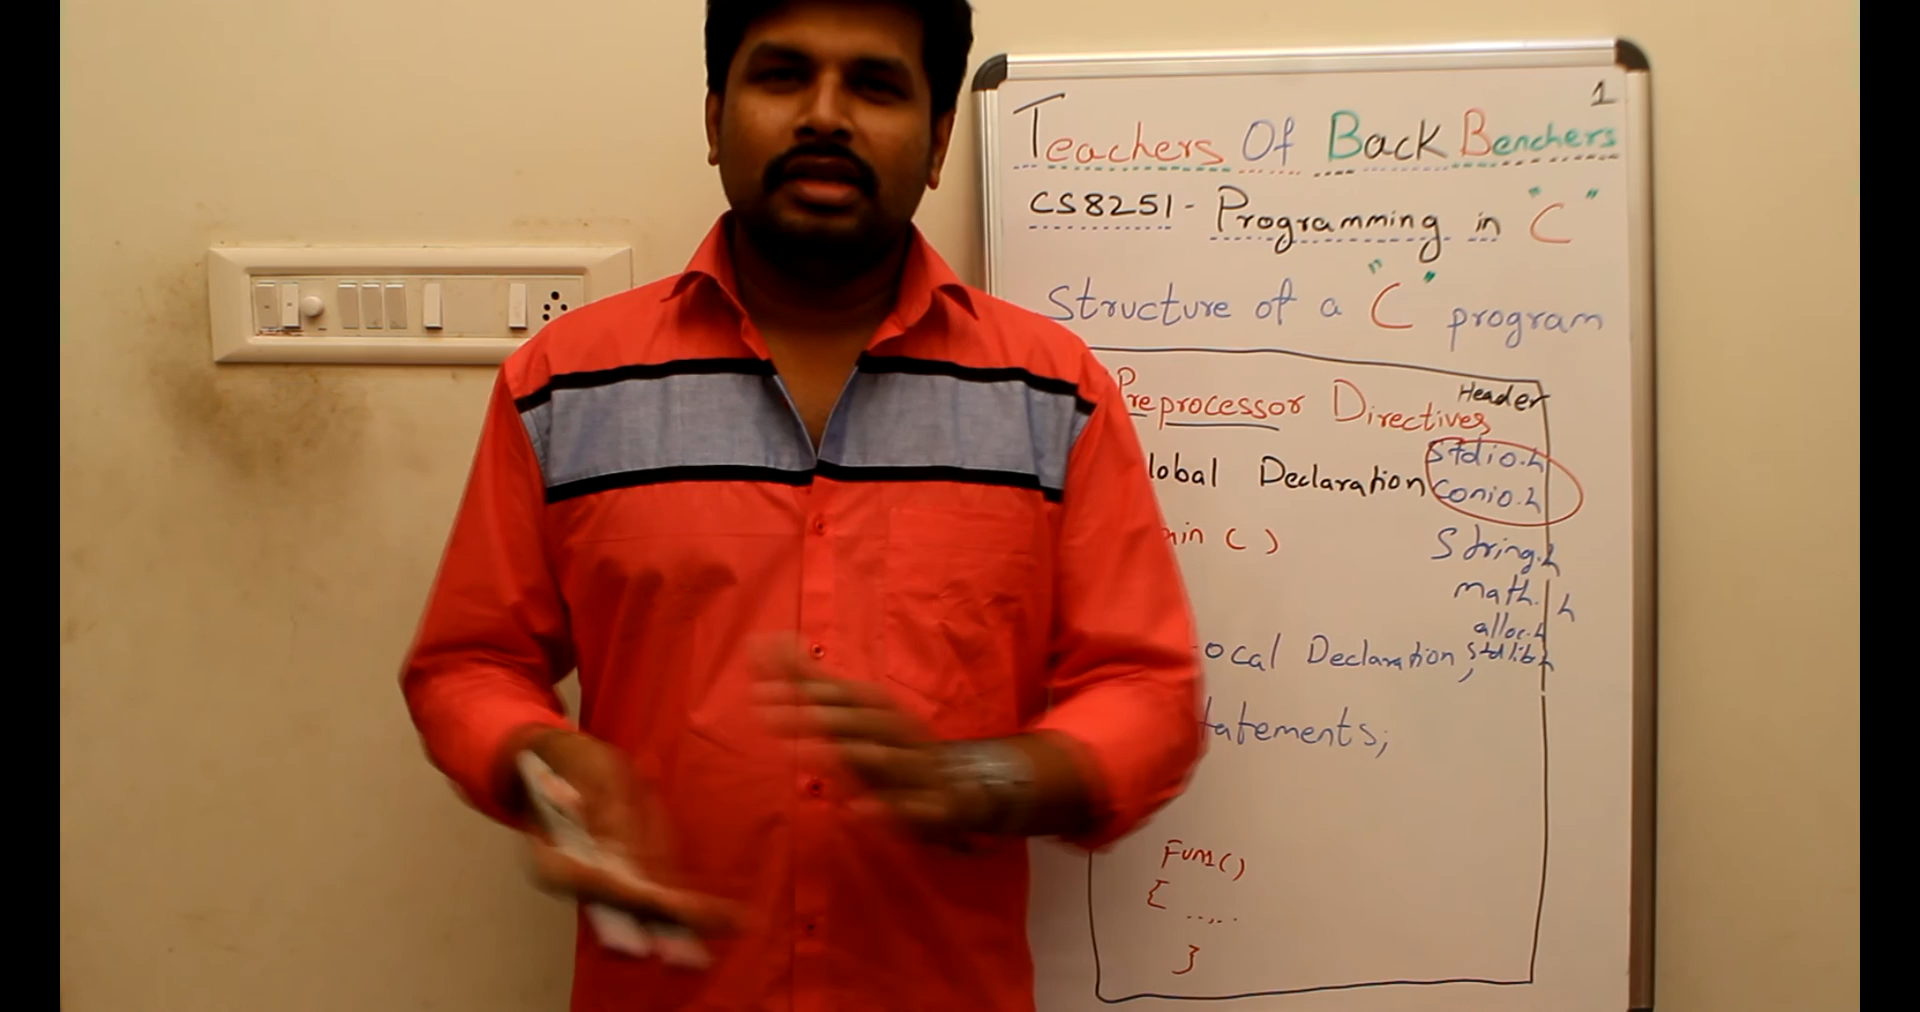 1
Teachers Of Back Benchers
CS8251 - Programming in "C"
Structure of a "C" program
Preprocessor Directives
Header
stdio.h
lobal Declaration
conio.h
ain ( )
string.h
math.h
alloc.h
ocal Declaration;
stdlib.h
tatements;
Fun1()
{
.....
}